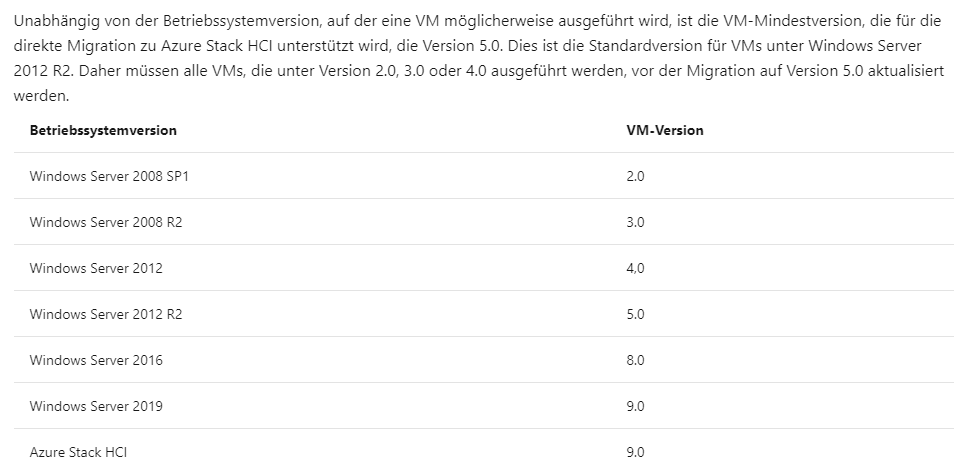 Unabhängig von der Betriebssystemversion, auf der eine VM möglicherweise ausgeführt wird, ist die VM-Mindestversion, die für die
direkte Migration zu Azure Stack HCI unterstützt wird, die Version 5.0. Dies ist die Standardversion für VMs unter Windows Server
2012 R2. Daher müssen alle VMs, die unter Version 2.0, 3.0 oder 4.0 ausgeführt werden, vor der Migration auf Version 5.0 aktualisiert
werden.
Betriebssystemversion VM-Version
Windows Server 2008 SP1 2.0
Windows Server 2008 R2 3.0
Windows Server 2012 4,0
Windows Server 2012 R2 5.0
Windows Server 2016 8.0
Windows Server 2019 9.0
Azure Stack HCI 9.0